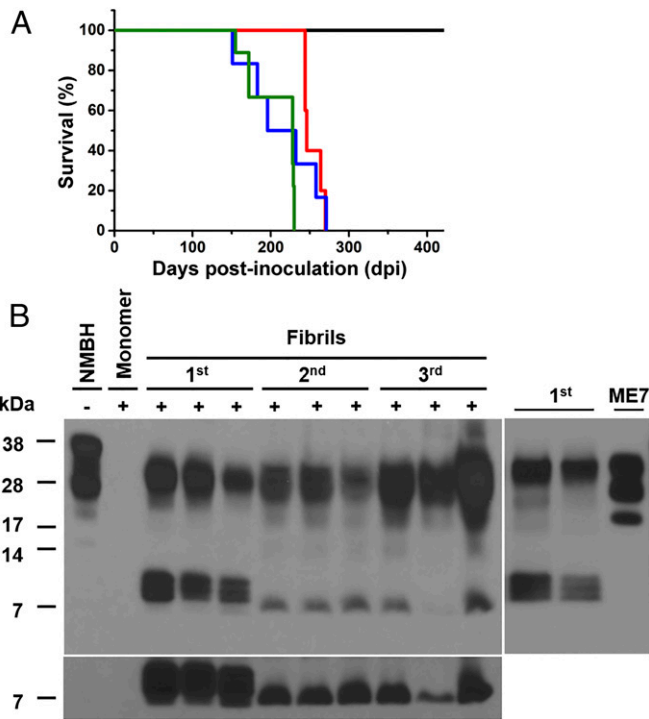 A
100
80
60
40
20
0
Survival (%)
0 100 200 300 400
Days post-inoculation (dpi)
B
NMBH
Monomer
Fibrils
1st 2nd 3rd
1st ME7
kDa - + + + + + + + + + +
38
28
17
14
7
7